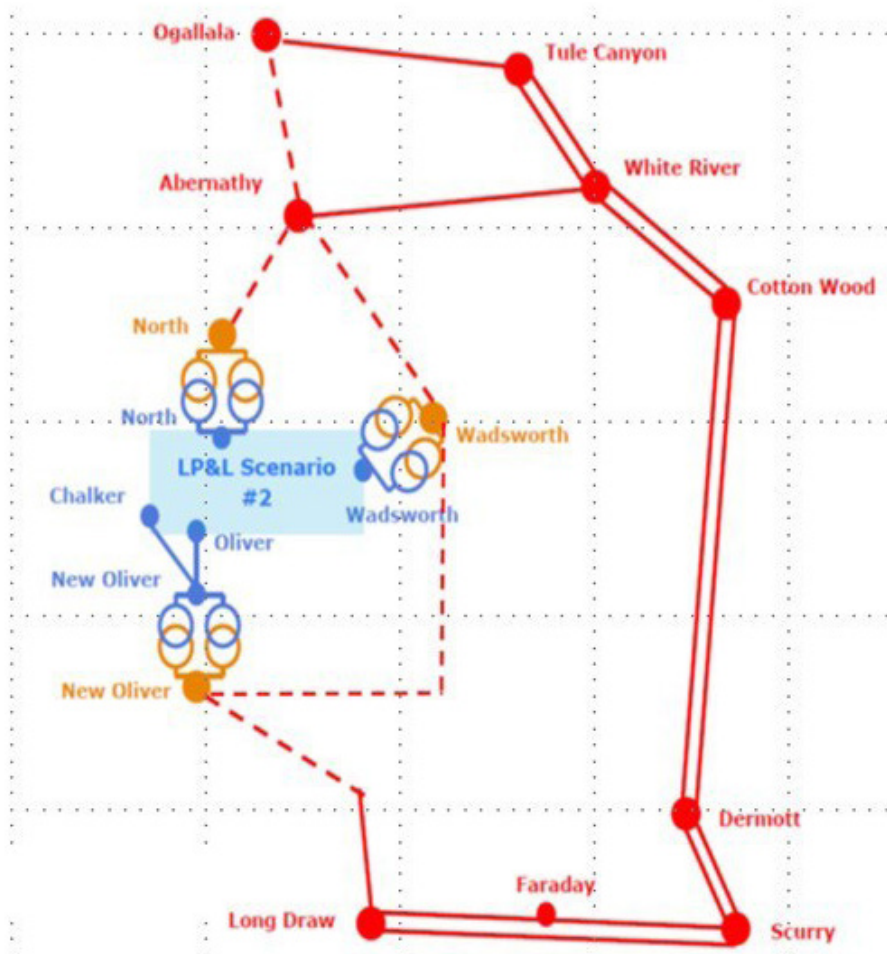 Ogallala
Tule Canyon
Abernathy
White River
Cotton Wood
North
North
Wadsworth
LP&L Scenario
#2
Chalker
Wadsworth
Oliver
New Oliver
New Oliver
Dermott
Faraday
Long Draw
Scurry